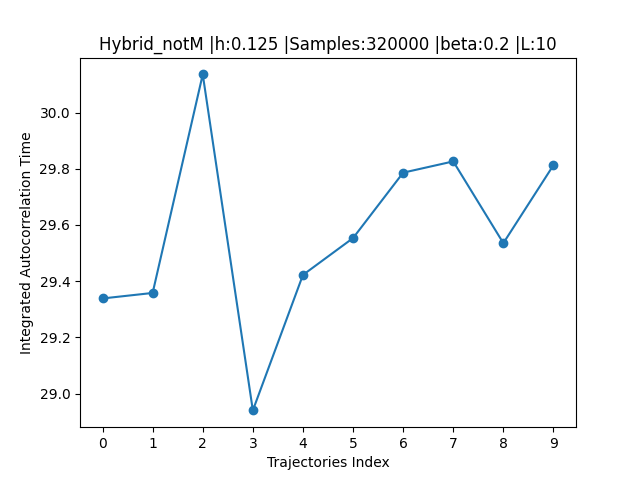 Hybrid_notM |h:0.125 |Samples:320000 |beta:0.2 |L:10
Integrated Autocorrelation Time
30.0
29.8
29.6
29.4
29.2
29.0
0 1 2 3 4 5 6 7 8 9
Trajectories Index